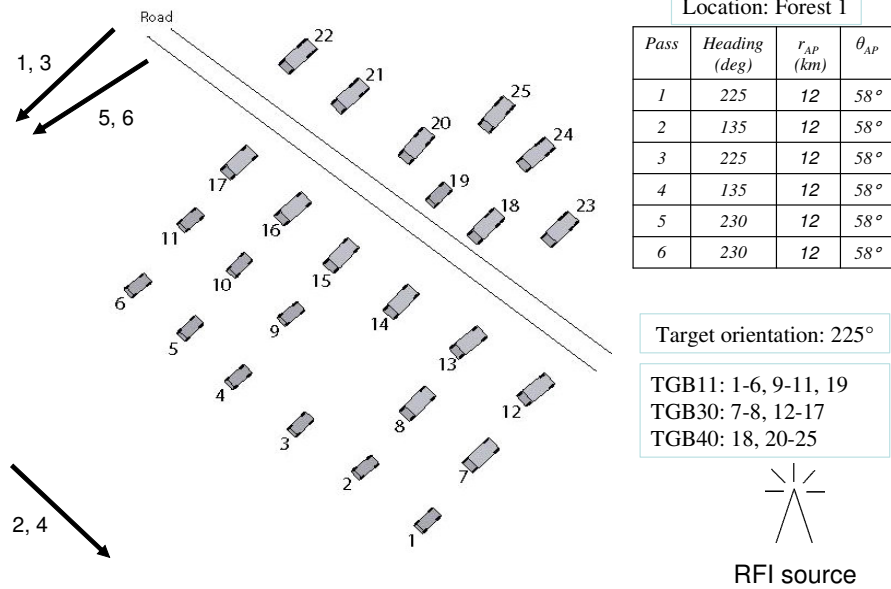 Location: Forest 1
Road
1, 3
5, 6
22
21
20
25
24
19
23
18
17
16
11
15
10
6
14
9
5
13
4
12
8
3
7
2
1
2, 4
Pass Heading (deg) r_AP (km) θ_AP
1 225 12 58°
2 135 12 58°
3 225 12 58°
4 135 12 58°
5 230 12 58°
6 230 12 58°
Target orientation: 225°
TGB11: 1-6, 9-11, 19
TGB30: 7-8, 12-17
TGB40: 18, 20-25
RFI source